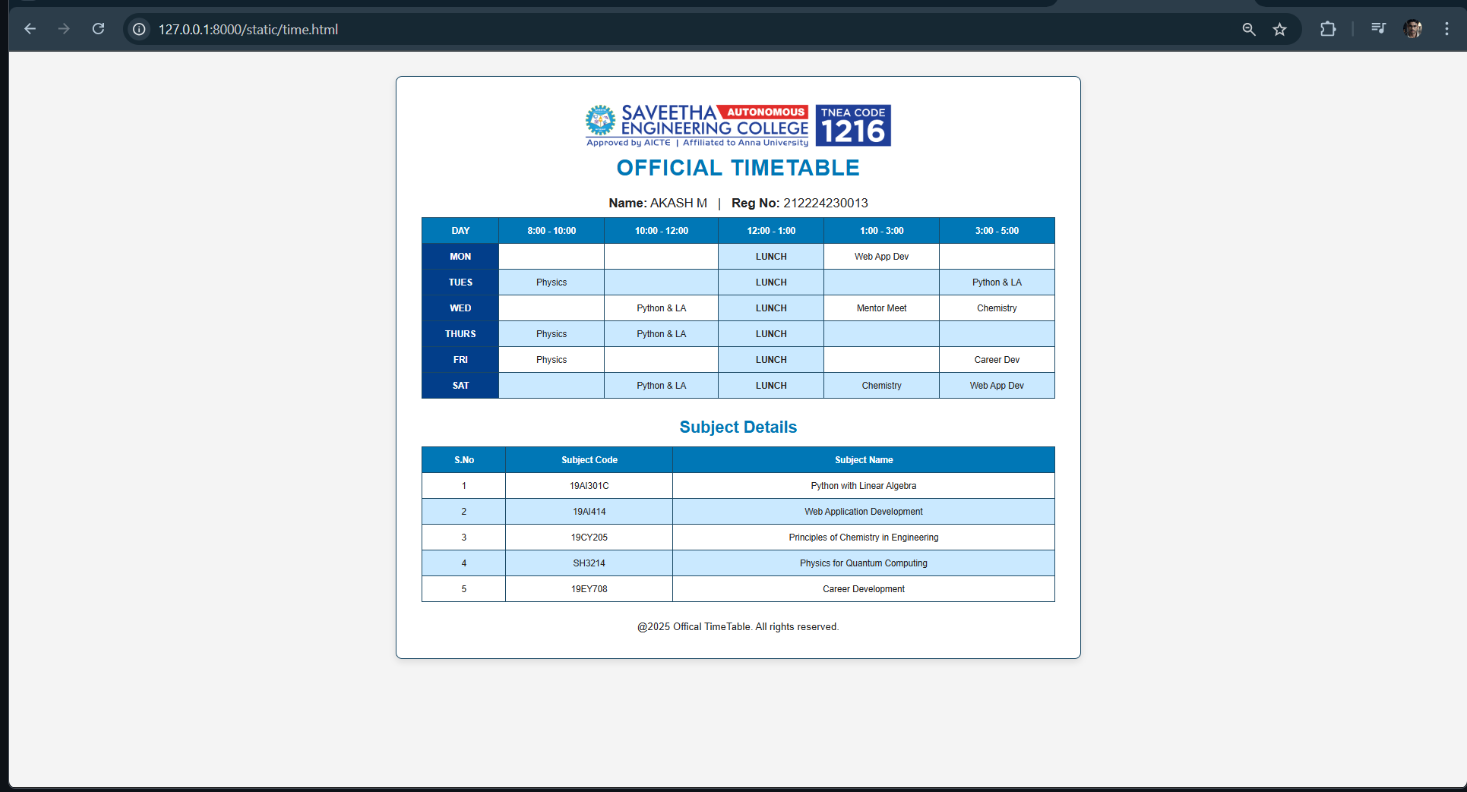 127.0.0.1:8000/static/time.html
SAVEETHA AUTONOMOUS
ENGINEERING COLLEGE
Approved by AICTE | Affiliated to Anna University
TNEA CODE
1216
OFFICIAL TIMETABLE
Name: AKASH M | Reg No: 212224230013
DAY 8:00 - 10:00 10:00 - 12:00 12:00 - 1:00 1:00 - 3:00 3:00 - 5:00
MON LUNCH Web App Dev
TUES Physics LUNCH Python & LA
WED Python & LA LUNCH Mentor Meet Chemistry
THURS Physics Python & LA LUNCH
FRI Physics LUNCH Career Dev
SAT Python & LA LUNCH Chemistry Web App Dev
Subject Details
S.No Subject Code Subject Name
1 19AI301C Python with Linear Algebra
2 19AI414 Web Application Development
3 19CY205 Principles of Chemistry in Engineering
4 SH3214 Physics for Quantum Computing
5 19EY708 Career Development
@2025 Offical TimeTable. All rights reserved.